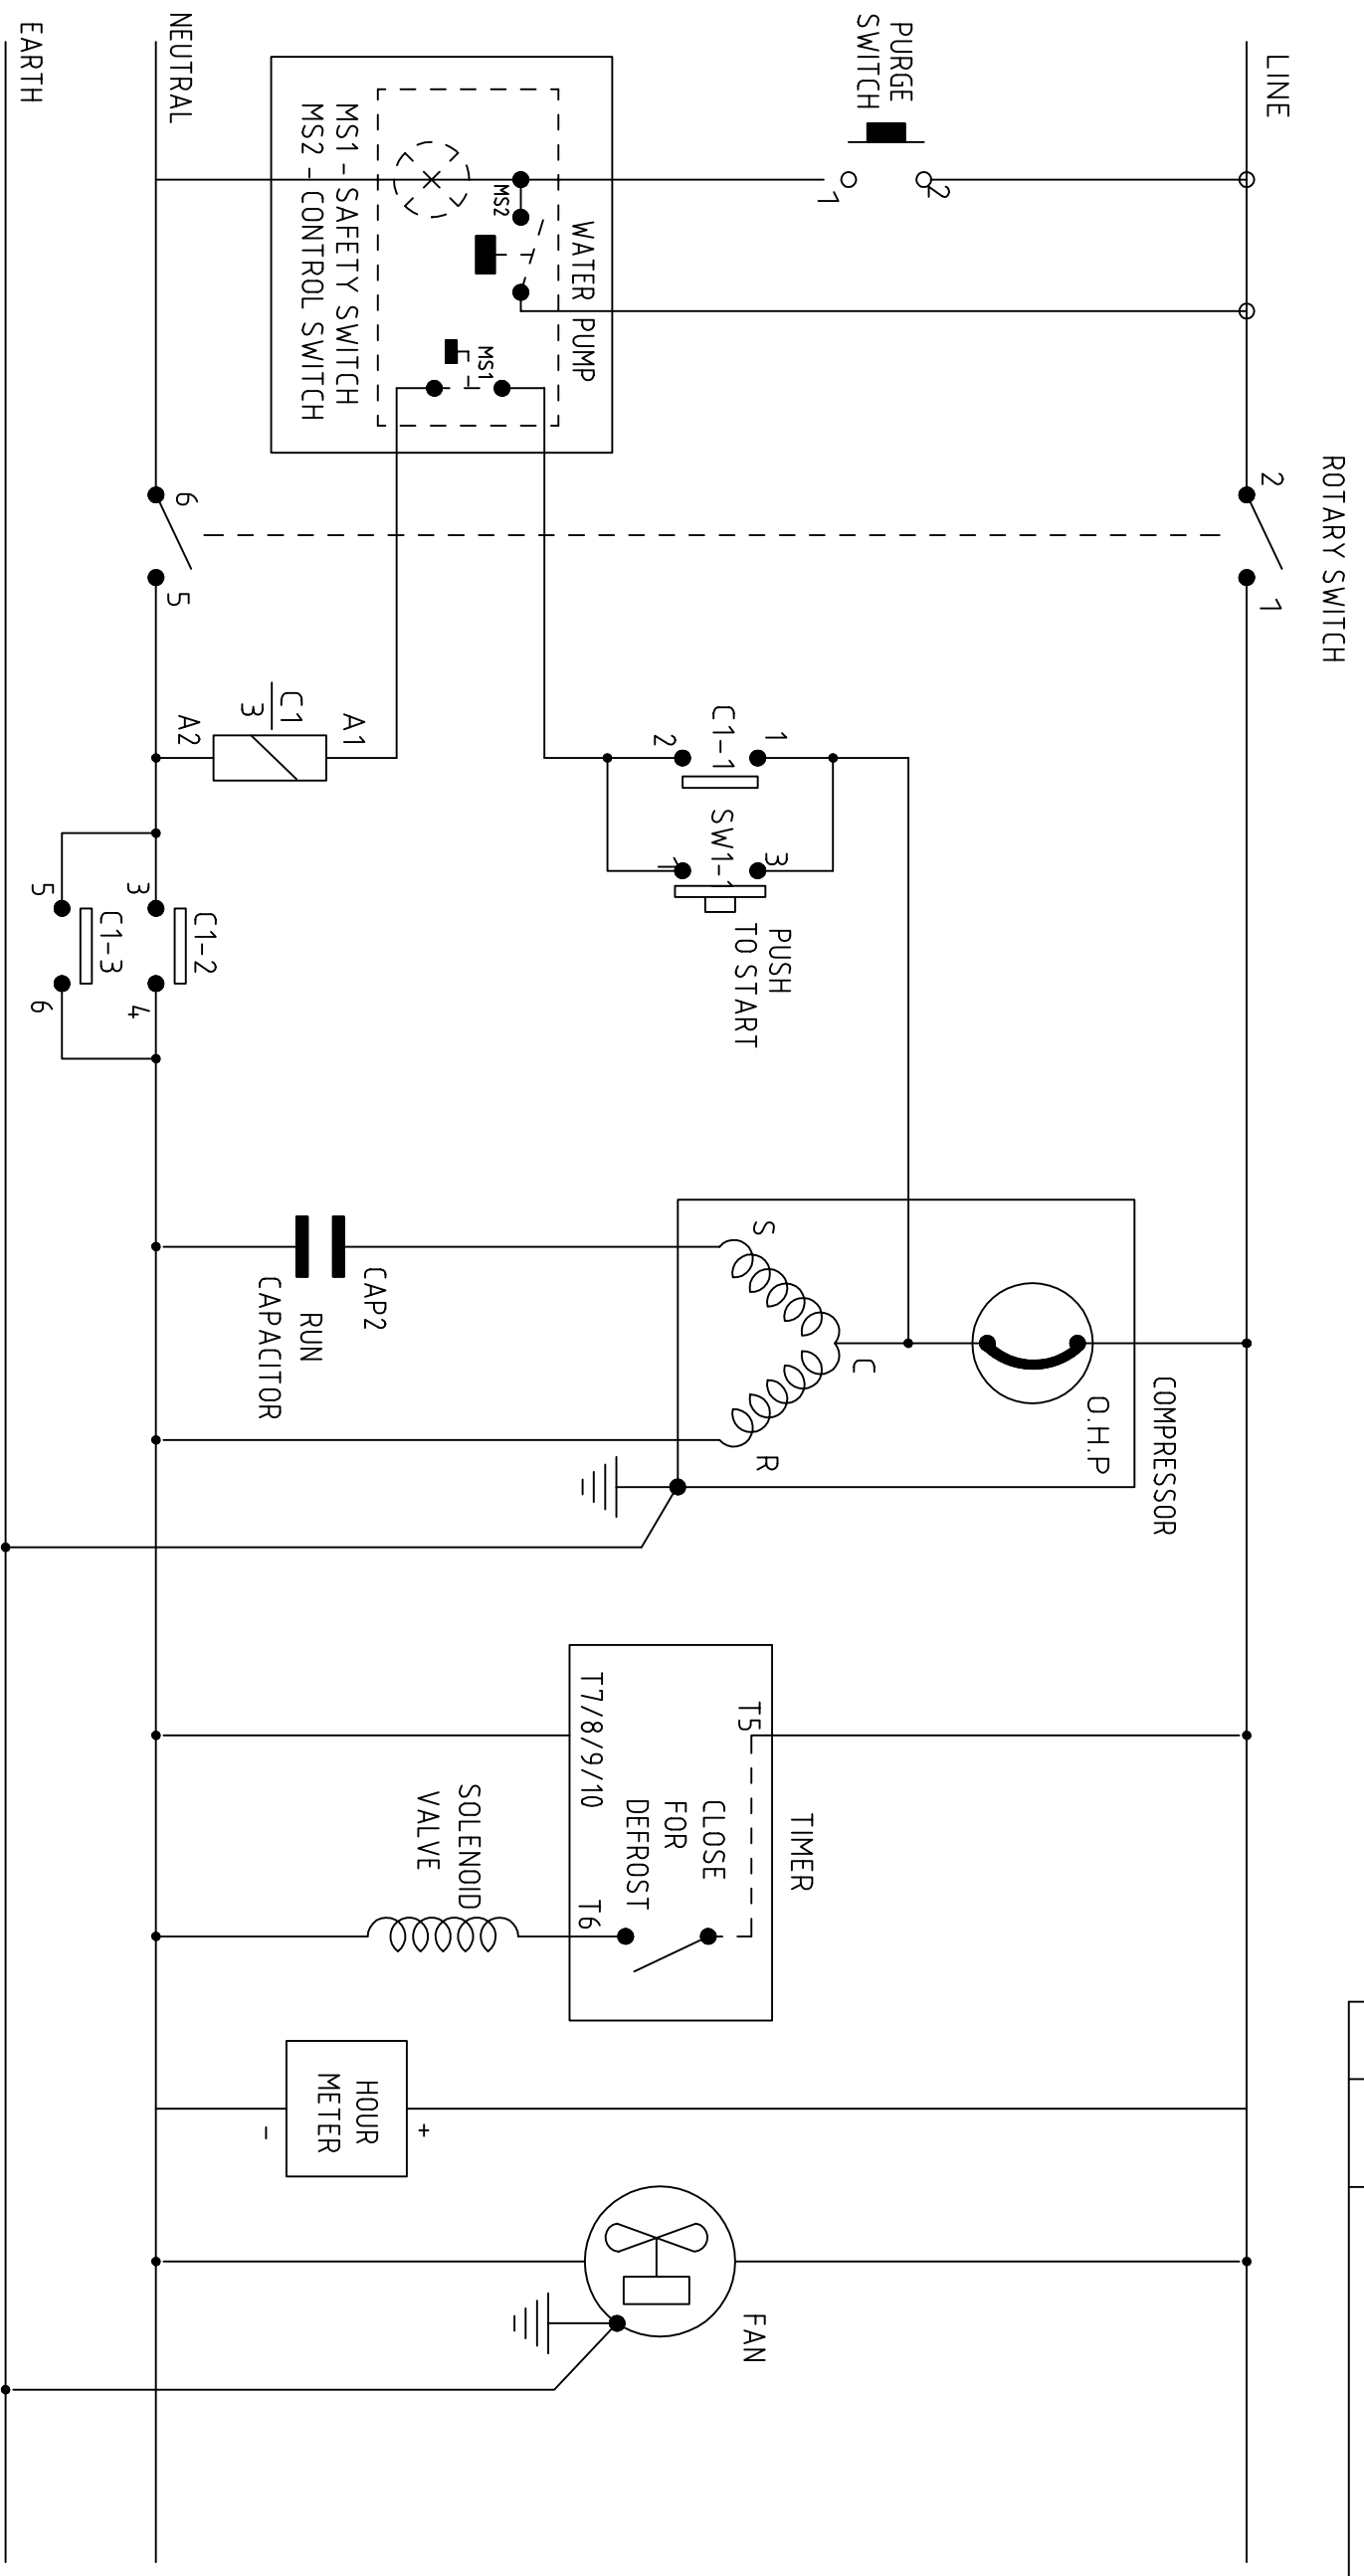 LINE
ROTARY SWITCH
2
1
PURGE
SWITCH
2
1
WATER PUMP
MS2
MS1
MS1 - SAFETY SWITCH
MS2 - CONTROL SWITCH
NEUTRAL
EARTH
6
5
C1
3
A1
A2
C1-1
1
2
SW1-1
3
PUSH
TO START
C1-2
3
4
C1-3
5
6
COMPRESSOR
O.H.P
C
S
R
CAP2
RUN
CAPACITOR
TIMER
T5
CLOSE
FOR
DEFROST
T7/8/9/10
T6
SOLENOID
VALVE
HOUR
METER
+
-
FAN